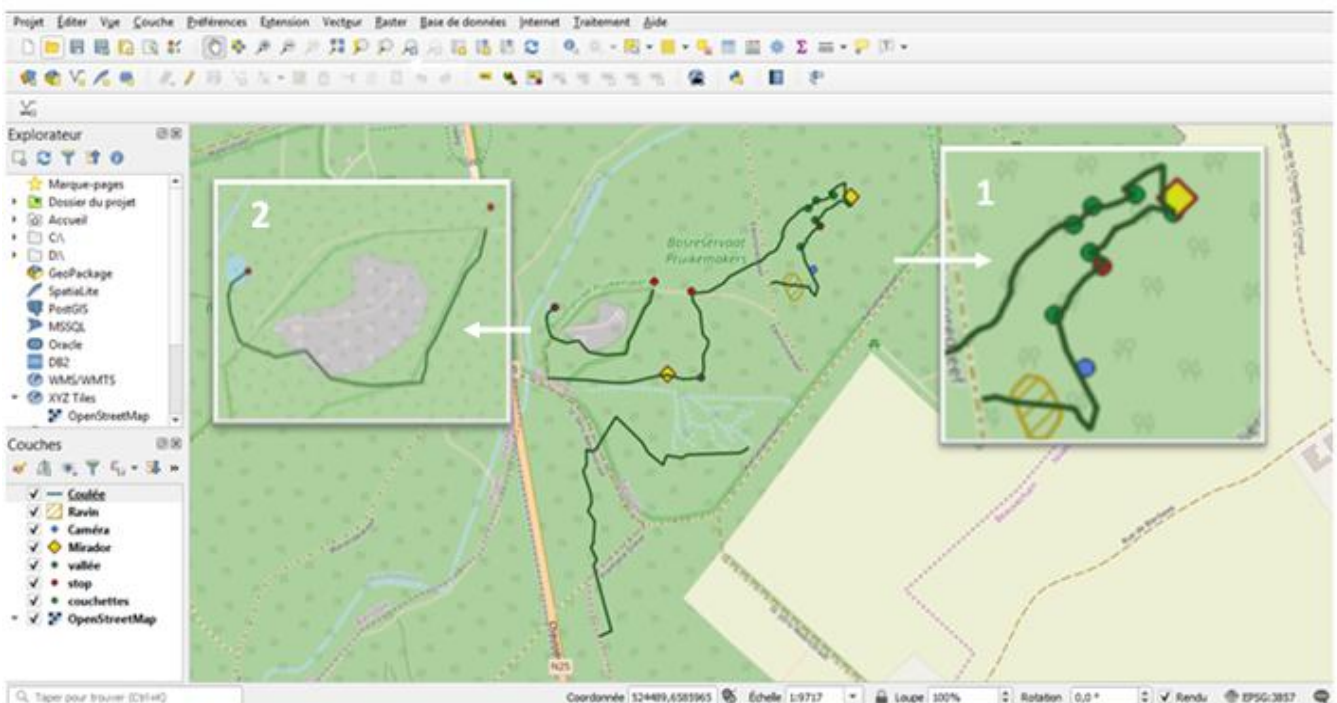 Projet Éditer Vue Couche Préférences Extension Vecteur Raster Base de données Internet Traitement Aide
Explorateur
Marque-pages
Dossier du projet
Accueil
C:\
D:\
GeoPackage
SpatiaLite
PostGIS
MSSQL
Oracle
DB2
WMS/WMTS
XYZ Tiles
OpenStreetMap
Couches
Coulée
Ravin
Caméra
Mirador
vallée
stop
couchettes
OpenStreetMap
2
1
Bosreservaat
Pruikemakers
N25
Taper pour trouver (Ctrl+K)
Coordonnée 524489,6585965 Échelle 1:9717 Loupe 100% Rotation 0,0 ° Rendu EPSG:3857